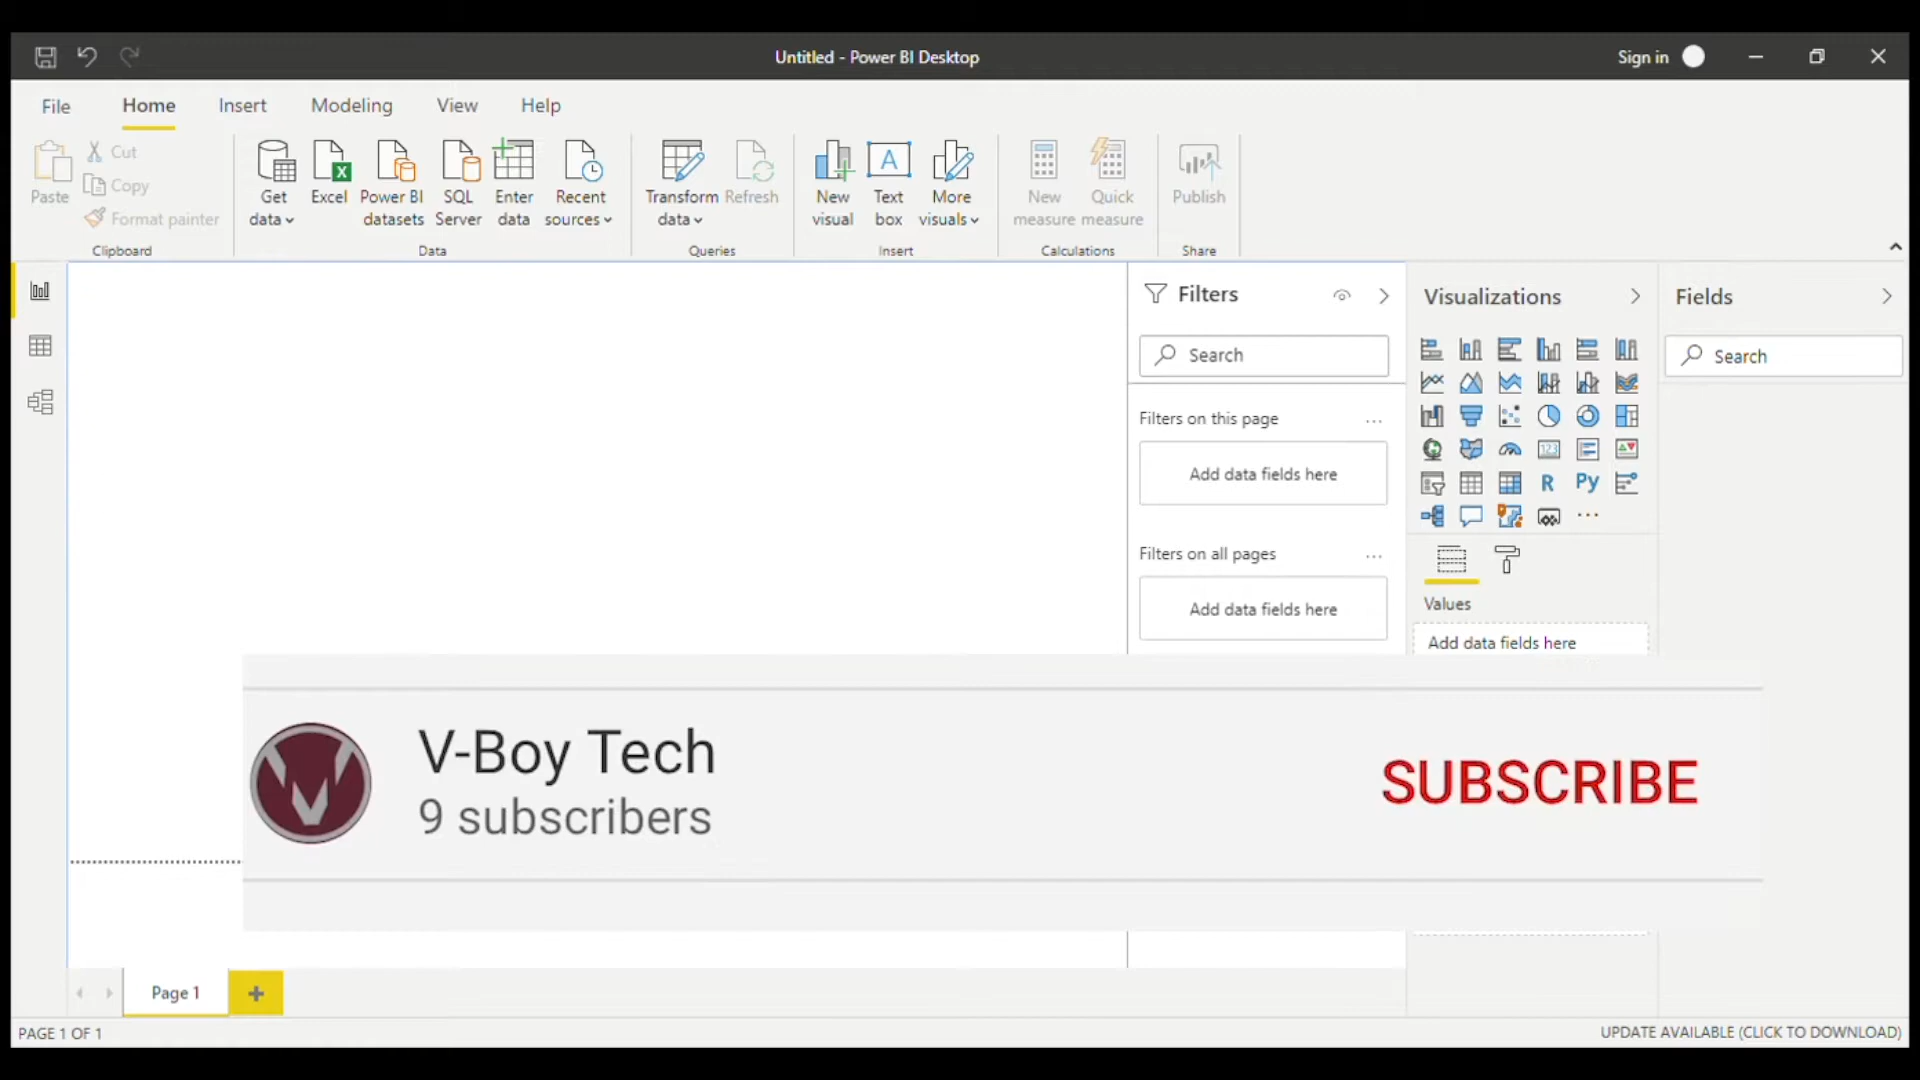 Untitled - Power BI Desktop
Sign in
File Home Insert Modeling View Help
Paste
Cut
Copy
Format painter
Clipboard
Get data
Excel
Power BI datasets
SQL Server
Enter data
Recent sources
Data
Transform data
Refresh
Queries
New visual
Text box
More visuals
Insert
New measure
Quick measure
Calculations
Publish
Share
Filters
Search
Filters on this page
Add data fields here
Filters on all pages
Add data fields here
Visualizations
123
R
Py
Values
Add data fields here
Fields
Search
V-Boy Tech
9 subscribers
SUBSCRIBE
Page 1
PAGE 1 OF 1
UPDATE AVAILABLE (CLICK TO DOWNLOAD)